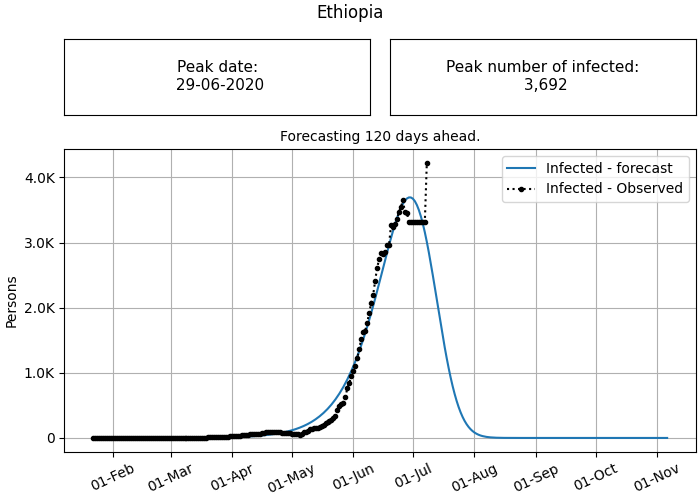 Ethiopia
Peak date:
29-06-2020
Peak number of infected:
3,692
Forecasting 120 days ahead.
Infected - forecast
Infected - Observed
4.0K
3.0K
2.0K
1.0K
0
Persons
01-Feb
01-Mar
01-Apr
01-May
01-Jun
01-Jul
01-Aug
01-Sep
01-Oct
01-Nov